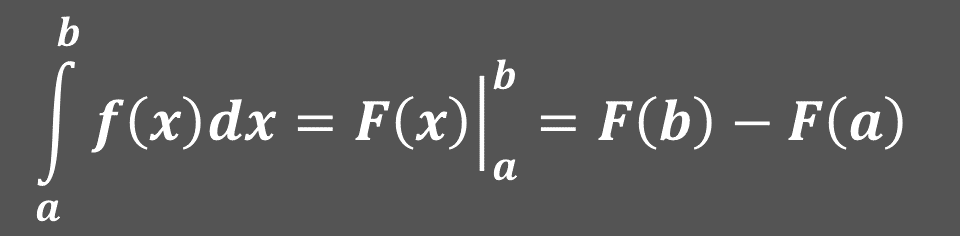 ∫ₐᵇ f(x)dx = F(x)|ₐᵇ = F(b) − F(a)